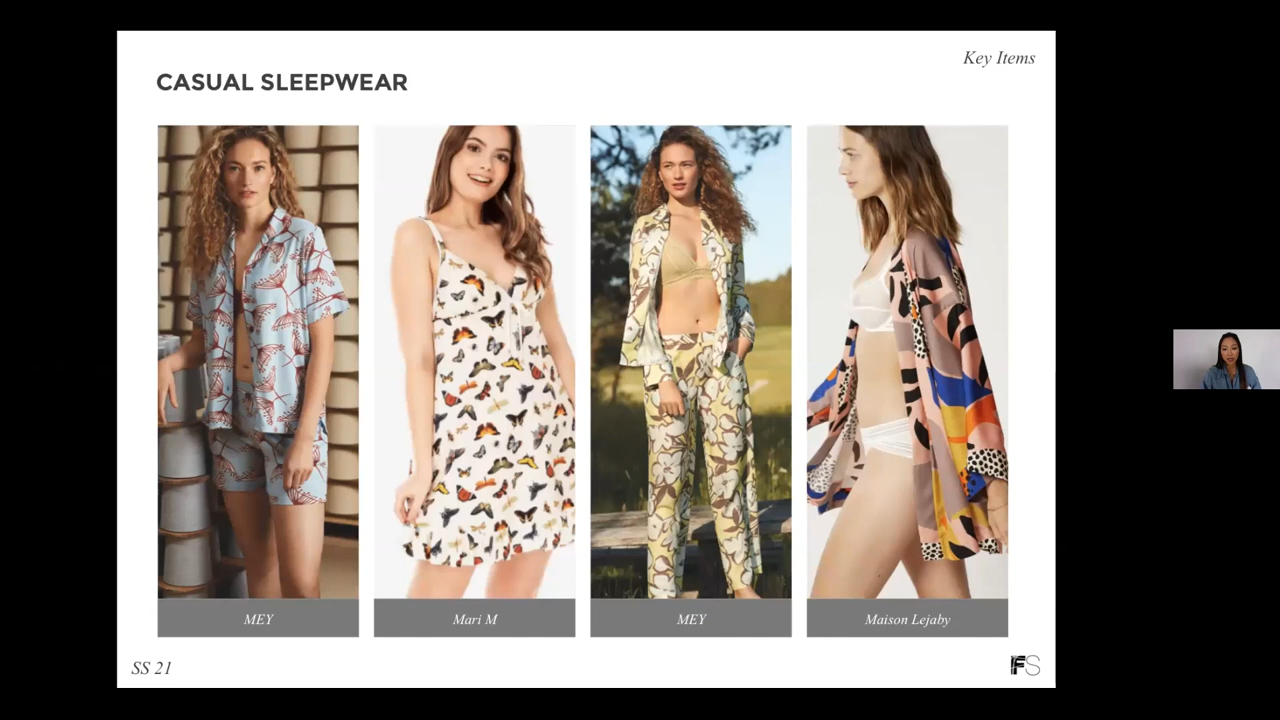 Key Items
CASUAL SLEEPWEAR
MEY
Mari M
MEY
Maison Lejaby
SS 21
FS